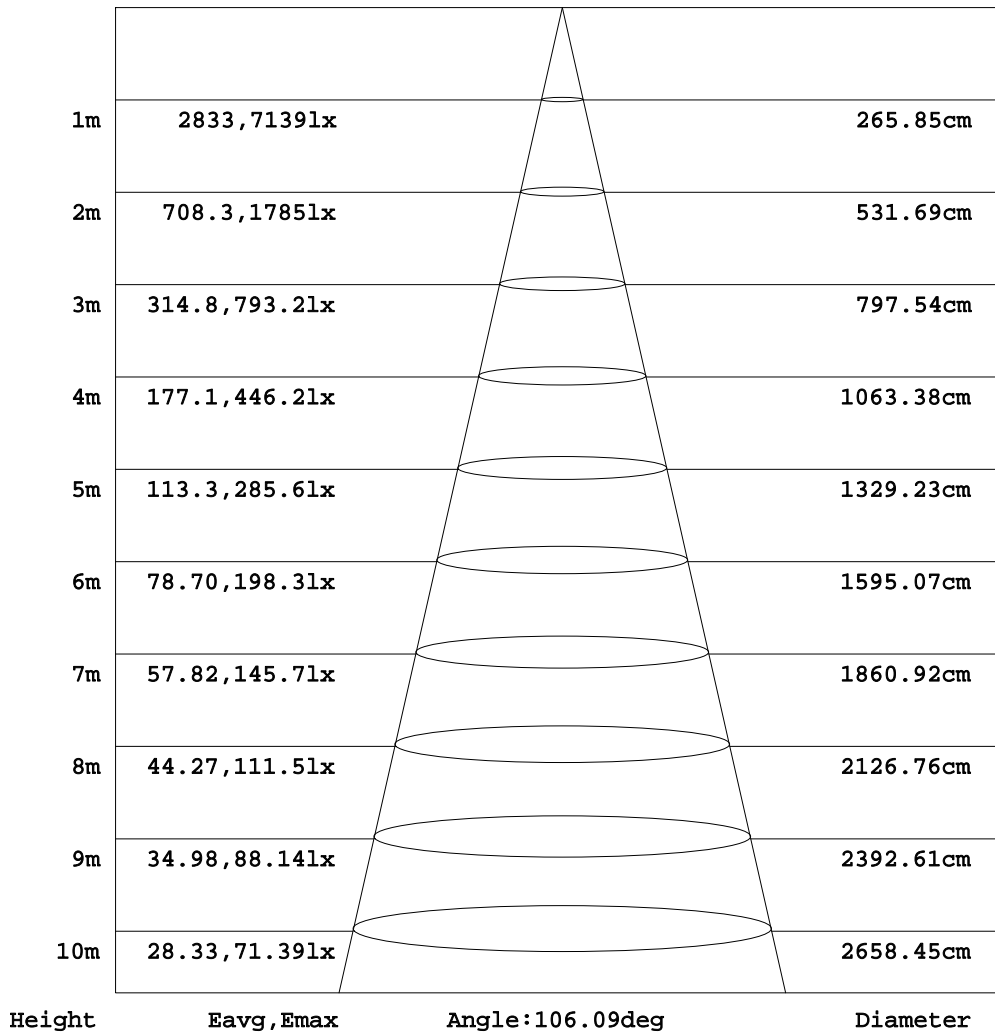 1m 2833,7139lx 265.85cm
2m 708.3,1785lx 531.69cm
3m 314.8,793.2lx 797.54cm
4m 177.1,446.2lx 1063.38cm
5m 113.3,285.6lx 1329.23cm
6m 78.70,198.3lx 1595.07cm
7m 57.82,145.7lx 1860.92cm
8m 44.27,111.5lx 2126.76cm
9m 34.98,88.14lx 2392.61cm
10m 28.33,71.39lx 2658.45cm
Height Eavg,Emax Angle:106.09deg Diameter